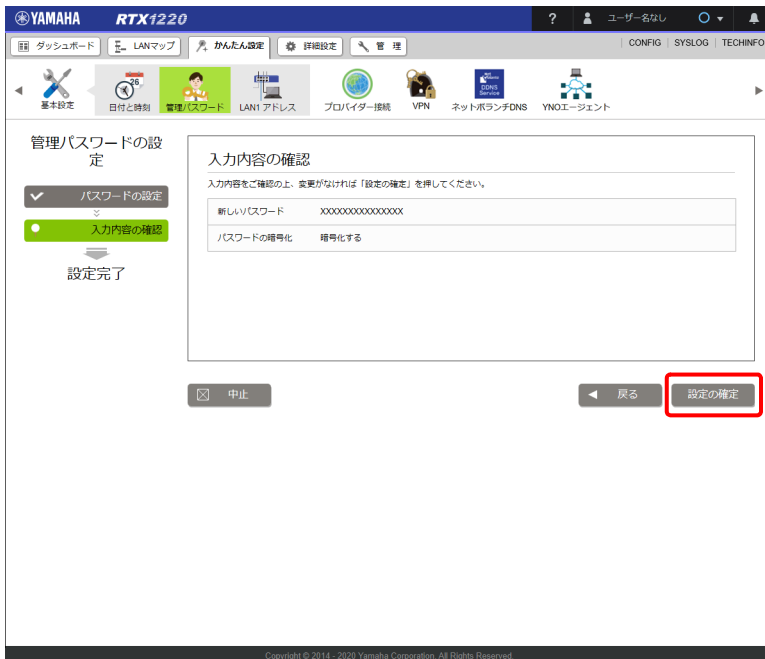 YAMAHA RTX1220 ? ユーザー名なし
ダッシュボード LANマップ かんたん設定 詳細設定 管 理 CONFIG SYSLOG TECHINFO
26
DDNS
Service
基本設定 日付と時刻 管理パスワード LAN1 アドレス プロバイダー接続 VPN ネットボランチDNS YNOエージェント
管理パスワードの設
定
パスワードの設定
入力内容の確認
設定完了
入力内容の確認
入力内容をご確認の上、変更がなければ「設定の確定」を押してください。
新しいパスワード XXXXXXXXXXXXXXX
パスワードの暗号化 暗号化する
中止 戻る 設定の確定
Copyright © 2014 - 2020 Yamaha Corporation. All Rights Reserved.